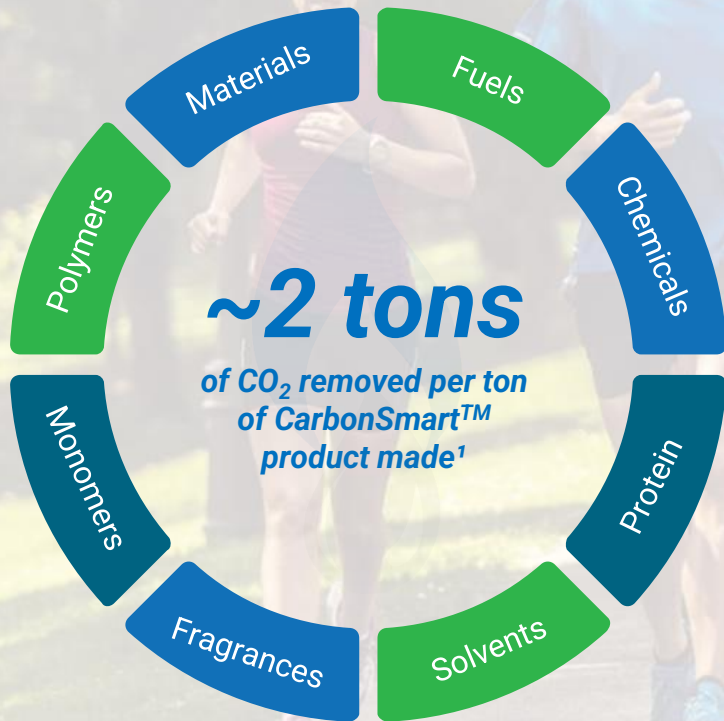 Materials
Fuels
Chemicals
Protein
Solvents
Fragrances
Monomers
Polymers
~2 tons
of CO₂ removed per ton
of CarbonSmart™
product made¹